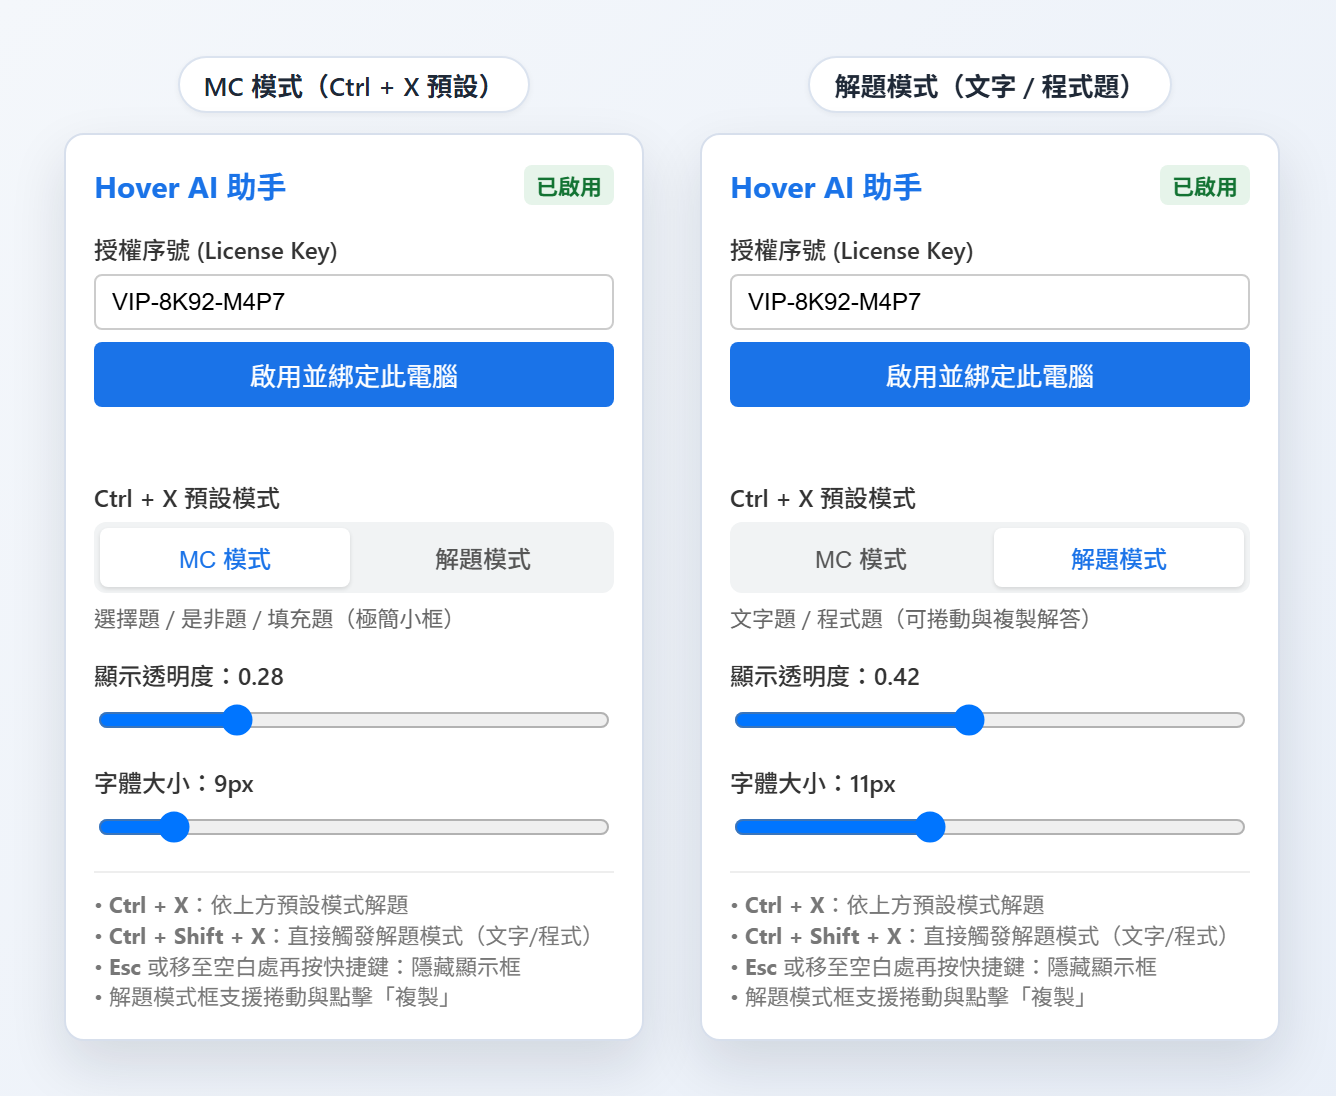 MC 模式（Ctrl + X 預設）
Hover AI 助手
已啟用
授權序號 (License Key)
VIP-8K92-M4P7
啟用並綁定此電腦
Ctrl + X 預設模式
MC 模式
解題模式
選擇題 / 是非題 / 填充題（極簡小框）
顯示透明度：0.28
字體大小：9px
• Ctrl + X：依上方預設模式解題
• Ctrl + Shift + X：直接觸發解題模式（文字/程式）
• Esc 或移至空白處再按快捷鍵：隱藏顯示框
• 解題模式框支援捲動與點擊「複製」
解題模式（文字 / 程式題）
Hover AI 助手
已啟用
授權序號 (License Key)
VIP-8K92-M4P7
啟用並綁定此電腦
Ctrl + X 預設模式
MC 模式
解題模式
文字題 / 程式題（可捲動與複製解答）
顯示透明度：0.42
字體大小：11px
• Ctrl + X：依上方預設模式解題
• Ctrl + Shift + X：直接觸發解題模式（文字/程式）
• Esc 或移至空白處再按快捷鍵：隱藏顯示框
• 解題模式框支援捲動與點擊「複製」